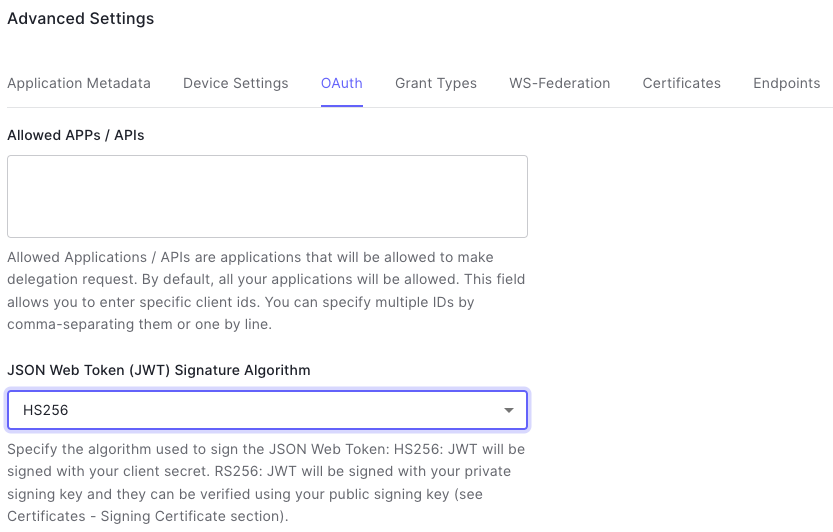 Advanced Settings
Application Metadata Device Settings OAuth Grant Types WS-Federation Certificates Endpoints
Allowed APPs / APIs
Allowed Applications / APIs are applications that will be allowed to make
delegation request. By default, all your applications will be allowed. This field
allows you to enter specific client ids. You can specify multiple IDs by
comma-separating them or one by line.
JSON Web Token (JWT) Signature Algorithm
HS256
Specify the algorithm used to sign the JSON Web Token: HS256: JWT will be
signed with your client secret. RS256: JWT will be signed with your private
signing key and they can be verified using your public signing key (see
Certificates - Signing Certificate section).